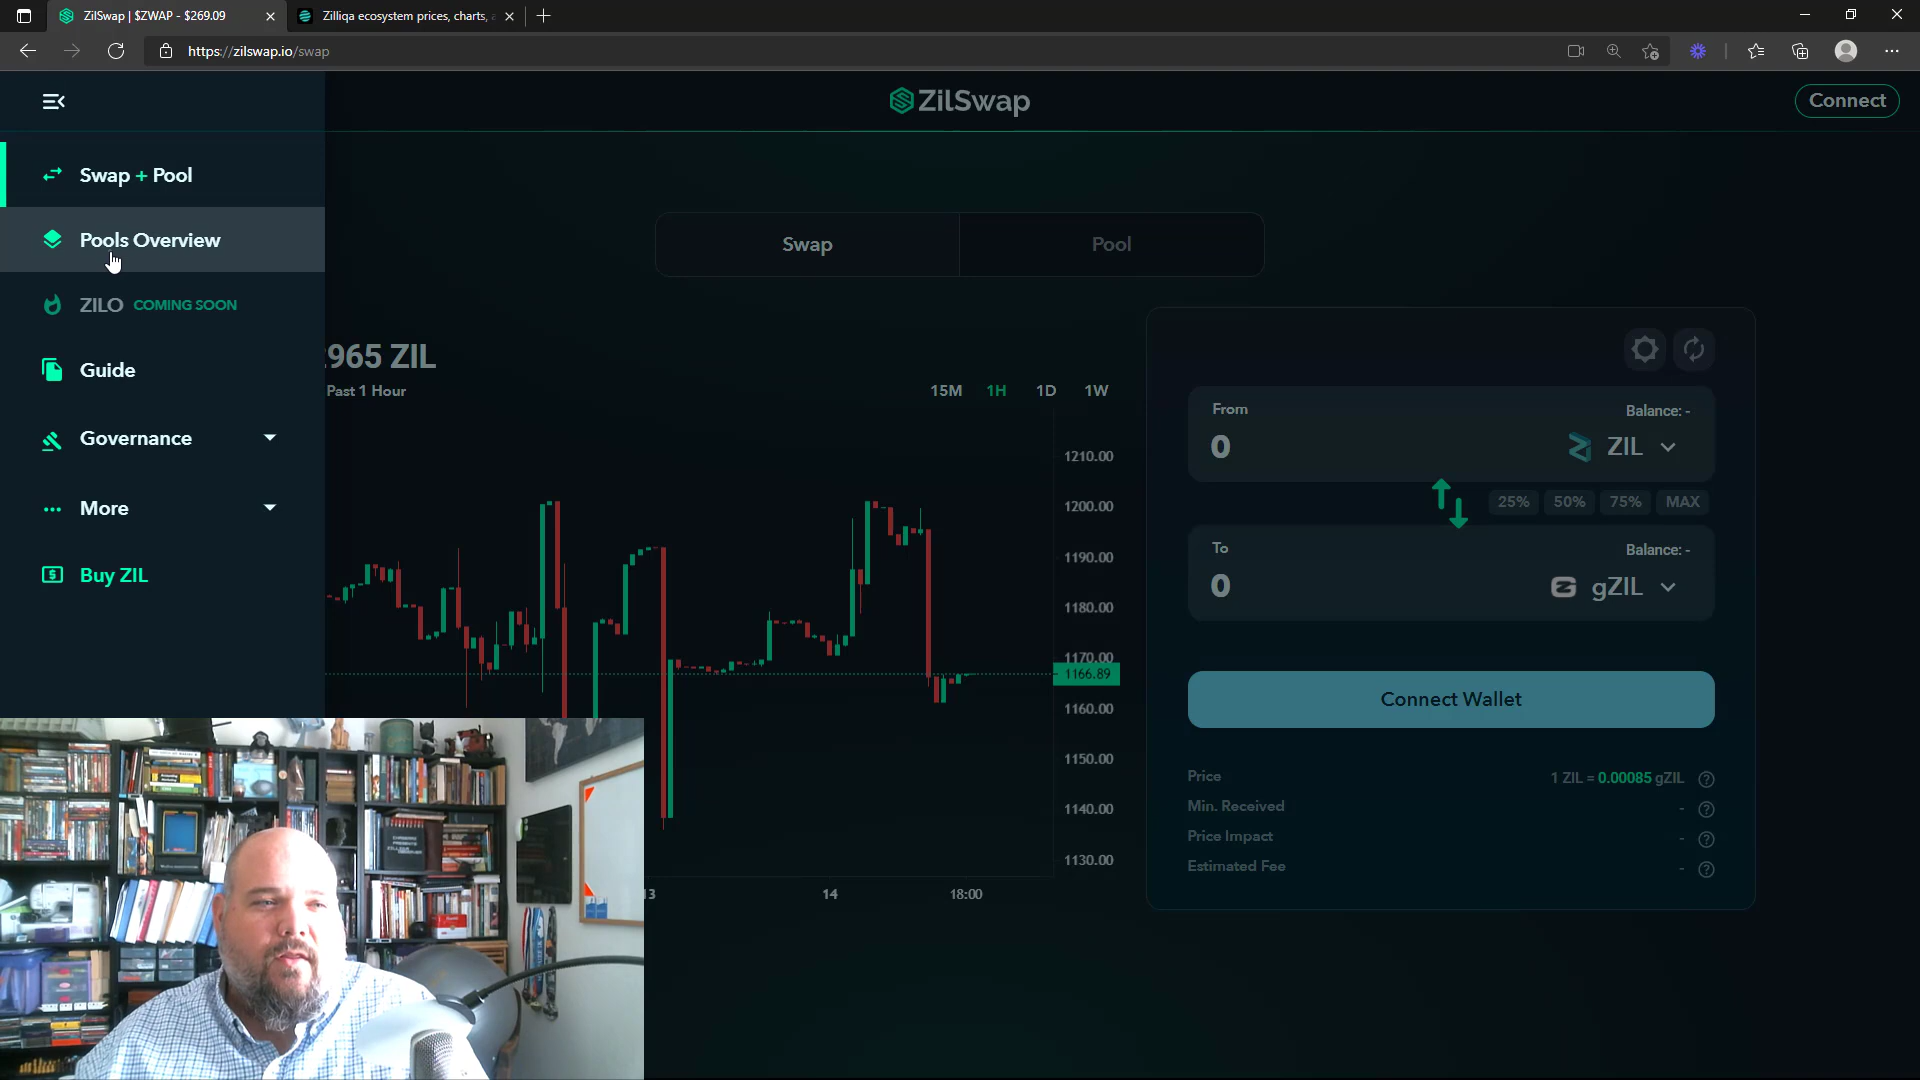 ZilSwap | $ZWAP - $269.09
Zilliqa ecosystem prices, charts,
https://zilswap.io/swap
ZilSwap
Connect
Swap + Pool
Pools Overview
ZILO COMING SOON
Guide
Governance
More
Buy ZIL
Swap
Pool
965 ZIL
Past 1 Hour
15M 1H 1D 1W
1210.00
1200.00
1190.00
1180.00
1170.00
1166.89
1160.00
1150.00
1140.00
1130.00
13 14 18:00
From
Balance: -
0
ZIL
25% 50% 75% MAX
To
Balance: -
0
gZIL
Connect Wallet
Price
1 ZIL = 0.00085 gZIL
Min. Received
-
Price Impact
-
Estimated Fee
-